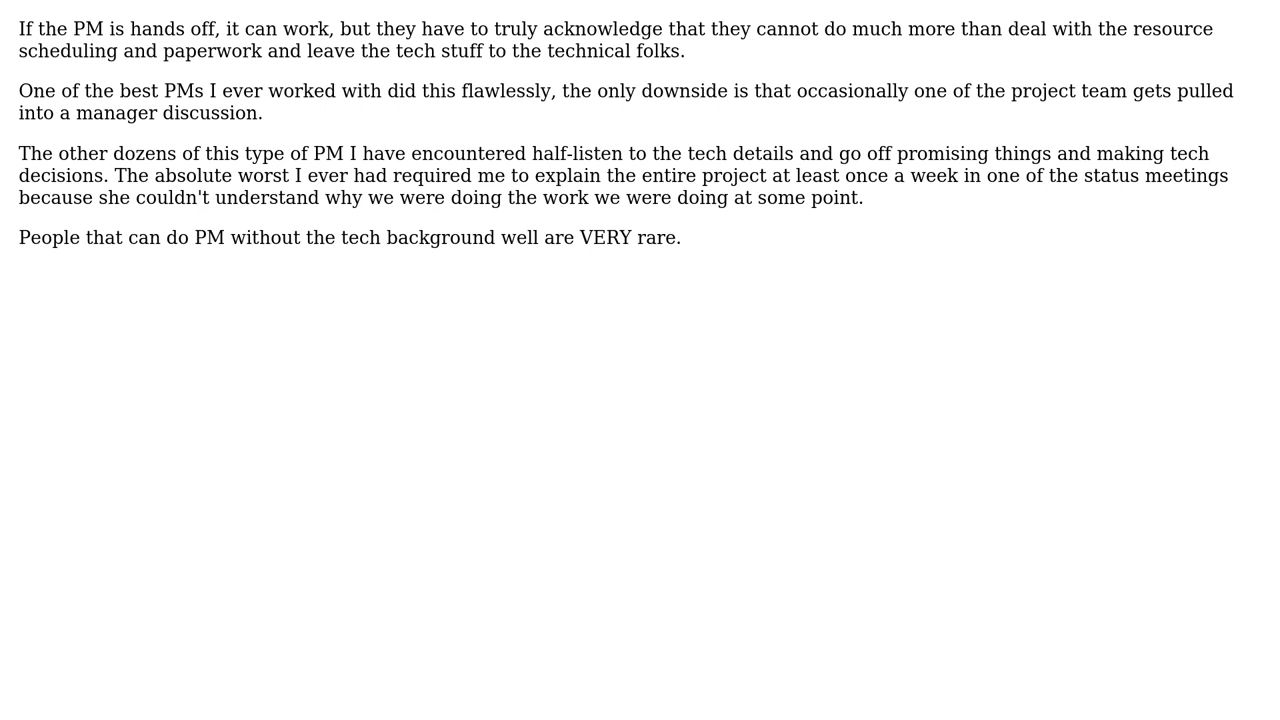 If the PM is hands off, it can work, but they have to truly acknowledge that they cannot do much more than deal with the resource
scheduling and paperwork and leave the tech stuff to the technical folks.
One of the best PMs I ever worked with did this flawlessly, the only downside is that occasionally one of the project team gets pulled
into a manager discussion.
The other dozens of this type of PM I have encountered half-listen to the tech details and go off promising things and making tech
decisions. The absolute worst I ever had required me to explain the entire project at least once a week in one of the status meetings
because she couldn't understand why we were doing the work we were doing at some point.
People that can do PM without the tech background well are VERY rare.